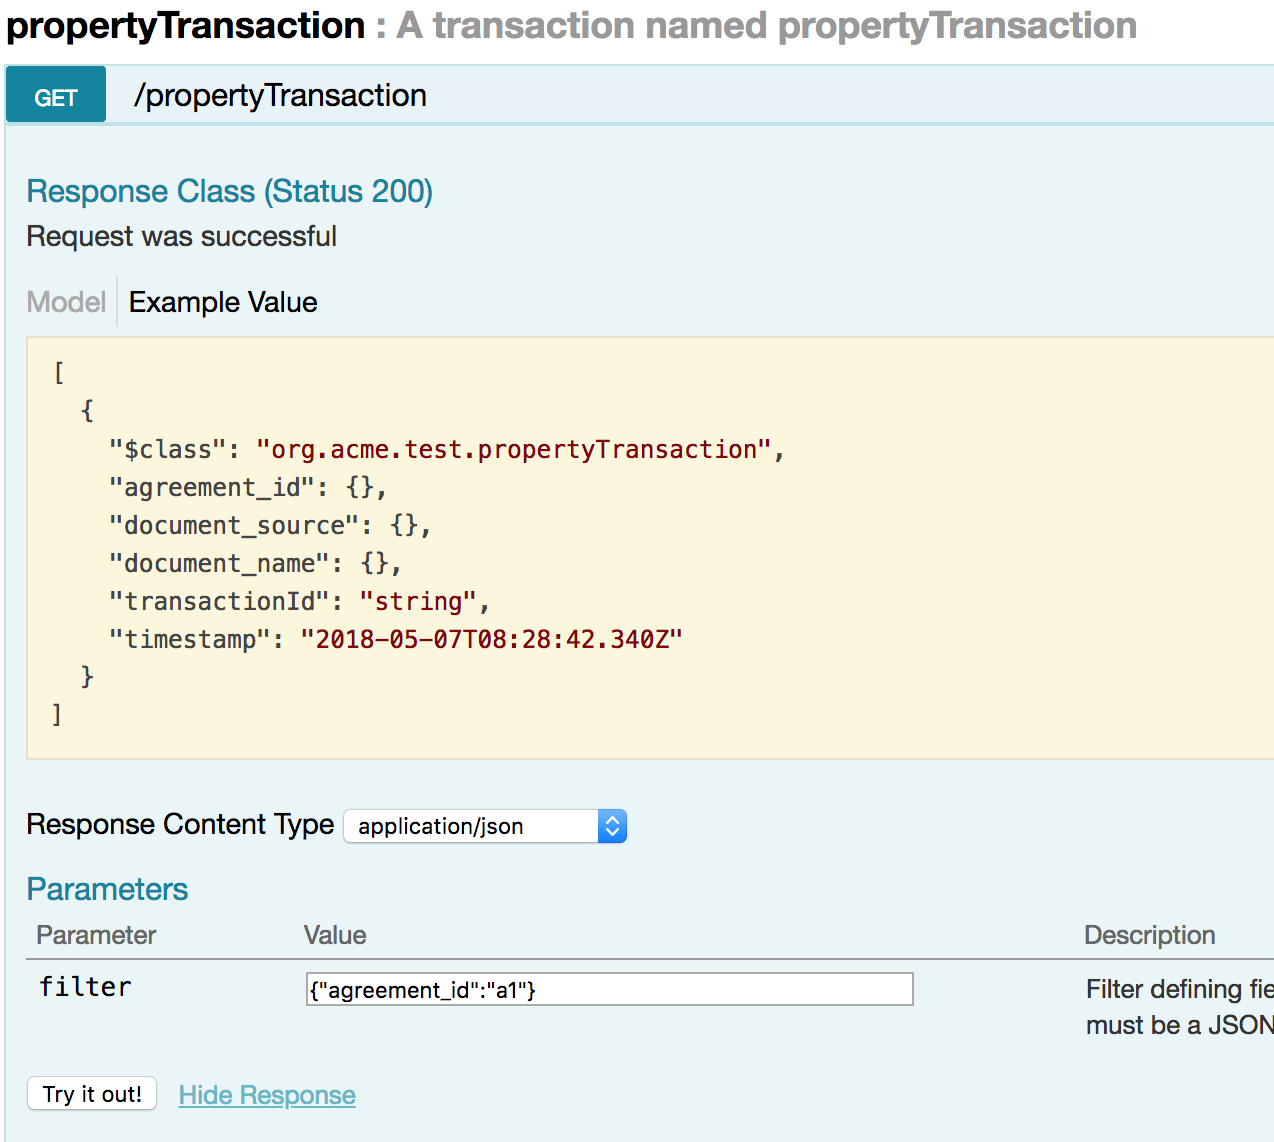 propertyTransaction : A transaction named propertyTransaction
GET /propertyTransaction
Response Class (Status 200)
Request was successful
Model Example Value
[
{
"$class": "org.acme.test.propertyTransaction",
"agreement_id": {},
"document_source": {},
"document_name": {},
"transactionId": "string",
"timestamp": "2018-05-07T08:28:42.340Z"
}
]
Response Content Type application/json
Parameters
Parameter Value Description
filter {"agreement_id":"a1"} Filter defining fie
must be a JSON
Try it out! Hide Response